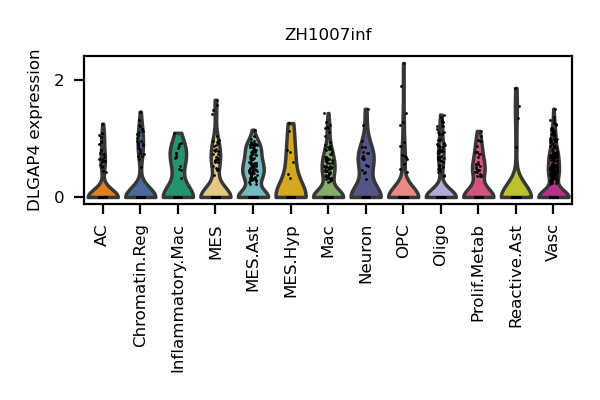 ZH1007inf
DLGAP4 expression
2
0
AC
Chromatin.Reg
Inflammatory.Mac
MES
MES.Ast
MES.Hyp
Mac
Neuron
OPC
Oligo
Prolif.Metab
Reactive.Ast
Vasc